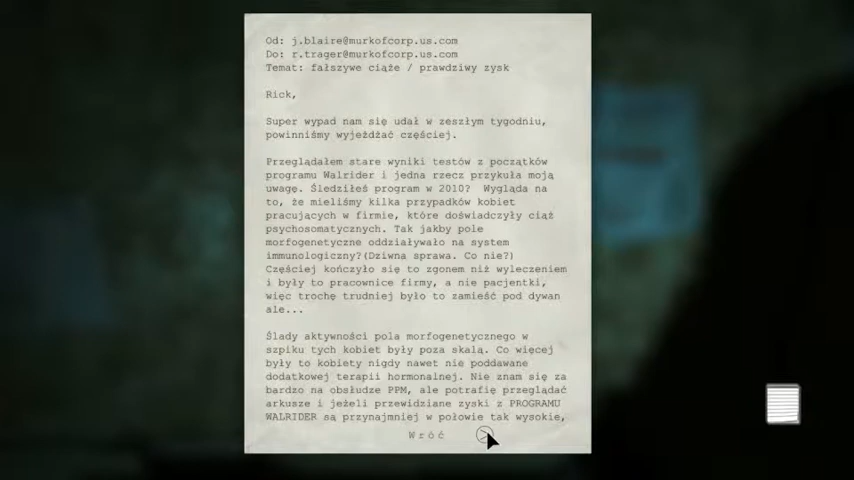 Od: j.blaire@murkofcorp.us.com
Do: r.trager@murkofcorp.us.com
Temat: fałszywe ciąże / prawdziwy zysk
Rick,
Super wypad nam się udał w zeszłym tygodniu,
powinniśmy wyjeżdżać częściej.
Przeglądałem stare wyniki testów z początków
programu Walrider i jedna rzecz przykuła moją
uwagę. Śledziłeś program w 2010? Wygląda na
to, że mieliśmy kilka przypadków kobiet
pracujących w firmie, które doświadczyły ciąż
psychosomatycznych. Tak jakby pole
morfogenetyczne oddziaływało na system
immunologiczny?(Dziwna sprawa. Co nie?)
Częściej kończyło się to zgonem niż wyleczeniem
i były to pracownice firmy, a nie pacjentki,
więc trochę trudniej było to zamieść pod dywan
ale...
Ślady aktywności pola morfogenetycznego w
szpiku tych kobiet były poza skalą. Co więcej
były to kobiety nigdy nawet nie poddawane
dodatkowej terapii hormonalnej. Nie znam się za
bardzo na obsłudze PPM, ale potrafię przeglądać
arkusze i jeżeli przewidziane zyski z PROGRAMU
WALRIDER są przynajmniej w połowie tak wysokie,
Wróć >